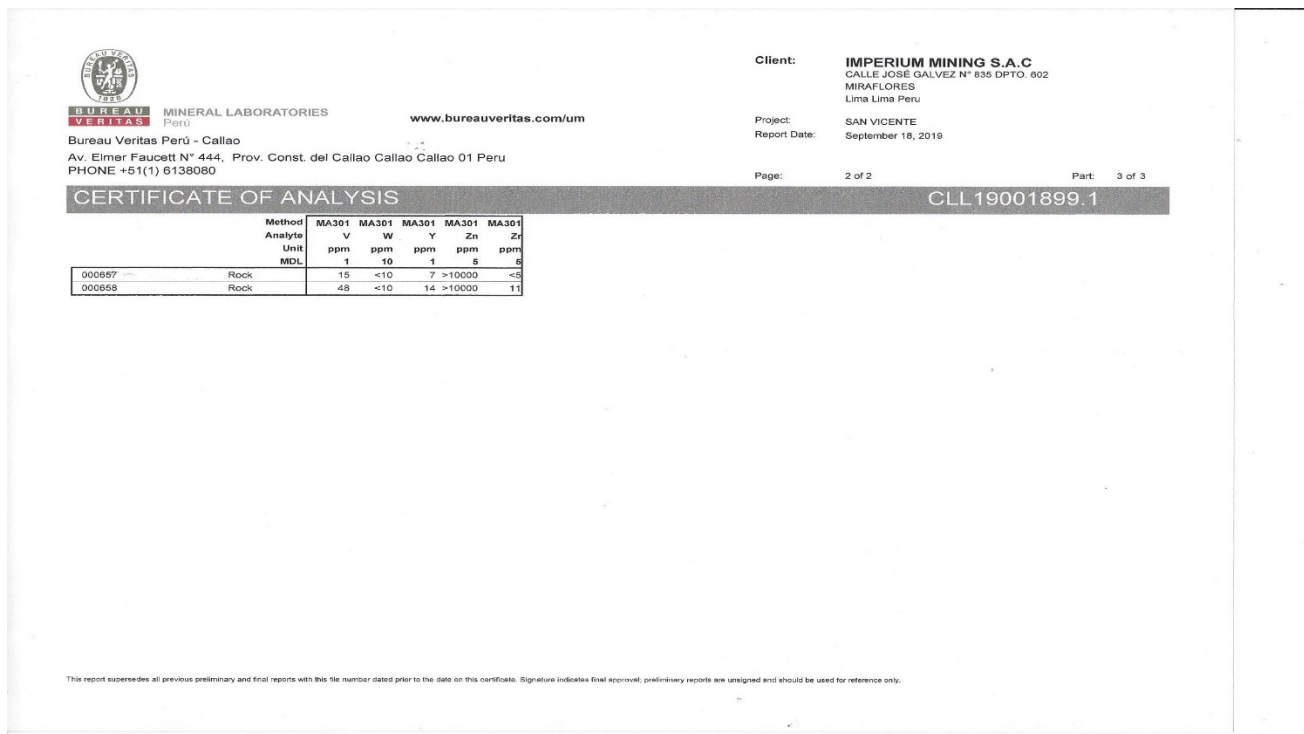 BUREAU VERITAS
1828
BUREAU
VERITAS
MINERAL LABORATORIES
Perú
www.bureauveritas.com/um
Client: IMPERIUM MINING S.A.C
CALLE JOSÉ GALVEZ N° 835 DPTO. 602
MIRAFLORES
Lima Lima Peru
Bureau Veritas Perú - Callao
Av. Elmer Faucett N° 444, Prov. Const. del Callao Callao Callao 01 Peru
PHONE +51(1) 6138080
Project: SAN VICENTE
Report Date: September 18, 2019
Page: 2 of 2 Part: 3 of 3
CERTIFICATE OF ANALYSIS CLL19001899.1
Method MA301 MA301 MA301 MA301 MA301
Analyte V W Y Zn Zr
Unit ppm ppm ppm ppm ppm
MDL 1 10 1 5 5
000657 Rock 15 <10 7 >10000 <5
000658 Rock 48 <10 14 >10000 11
This report supersedes all previous preliminary and final reports with this file number dated prior to the date on this certificate. Signature indicates final approval; preliminary reports are unsigned and should be used for reference only.